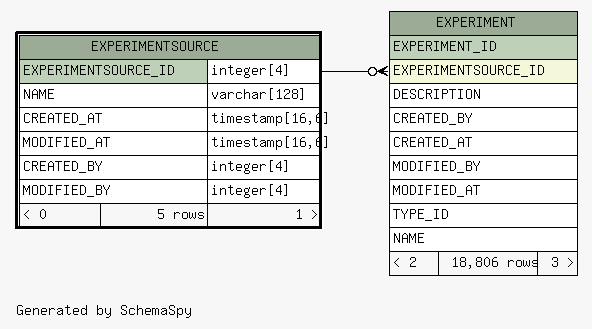 EXPERIMENTSOURCE
EXPERIMENTSOURCE_ID integer[4]
NAME varchar[128]
CREATED_AT timestamp[16,6]
MODIFIED_AT timestamp[16,6]
CREATED_BY integer[4]
MODIFIED_BY integer[4]
< 0 5 rows 1 >
EXPERIMENT
EXPERIMENT_ID
EXPERIMENTSOURCE_ID
DESCRIPTION
CREATED_BY
CREATED_AT
MODIFIED_BY
MODIFIED_AT
TYPE_ID
NAME
< 2 18,806 rows 3 >
Generated by SchemaSpy